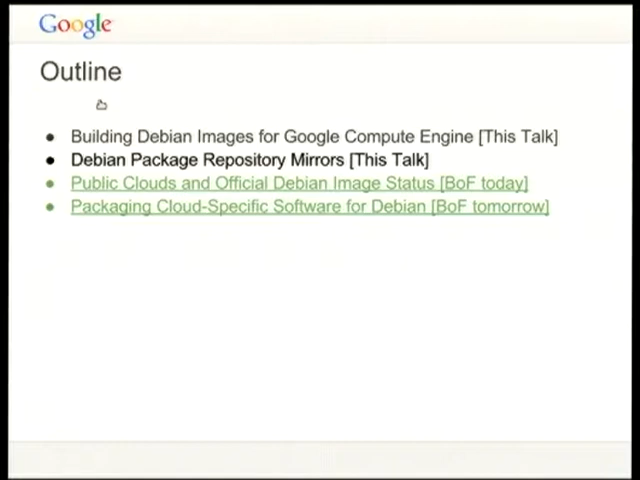 Google
Outline
Building Debian Images for Google Compute Engine [This Talk]
Debian Package Repository Mirrors [This Talk]
Public Clouds and Official Debian Image Status [BoF today]
Packaging Cloud-Specific Software for Debian [BoF tomorrow]